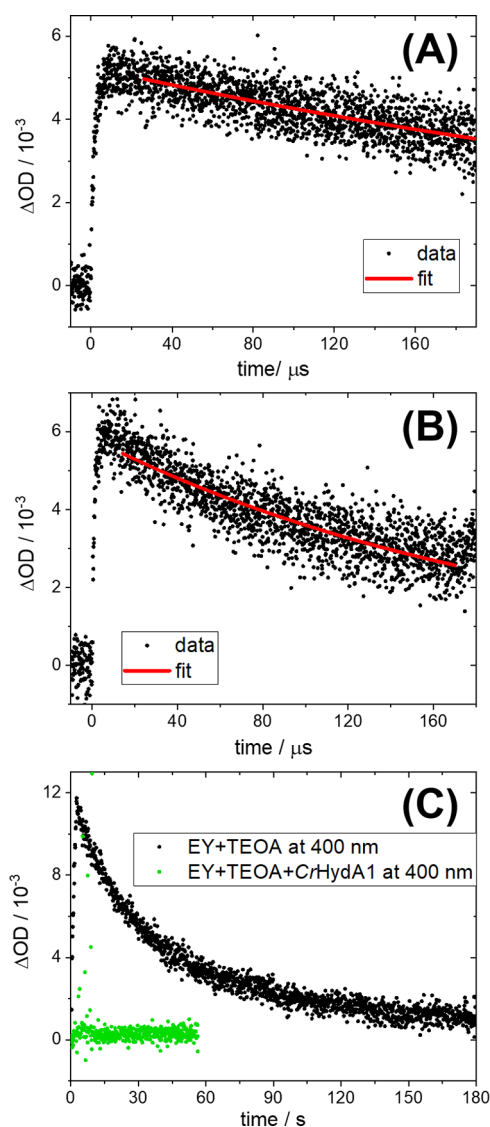 (A)
6
4
2
0
ΔOD / 10⁻³
data
fit
0 40 80 120 160
time/ μs
(B)
6
4
2
0
ΔOD / 10⁻³
data
fit
0 40 80 120 160
time / μs
(C)
12
8
4
0
ΔOD / 10⁻³
EY+TEOA at 400 nm
EY+TEOA+CrHydA1 at 400 nm
0 30 60 90 120 150 180
time / s